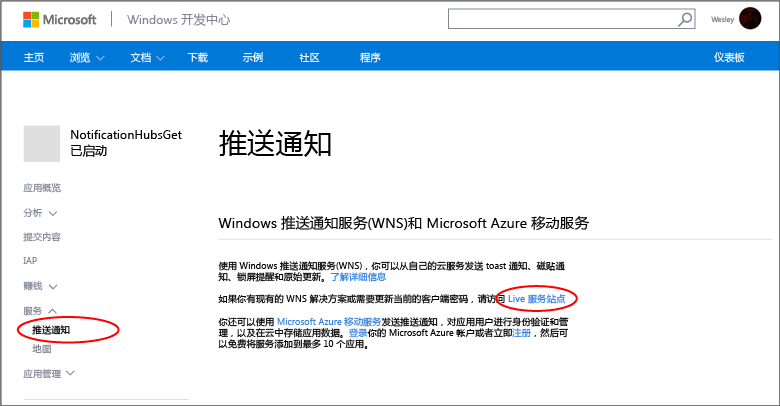 Microsoft Windows 开发中心 Wesley
主页 浏览 文档 下载 示例 社区 程序 仪表板
NotificationHubsGet
已启动
推送通知
应用概览
分析
提交内容
IAP
赚钱
服务
推送通知
地图
应用管理
Windows 推送通知服务(WNS)和 Microsoft Azure 移动服务
使用 Windows 推送通知服务(WNS)，你可以从自己的云服务发送 toast 通知、磁贴通
知、锁屏提醒和原始更新。了解详细信息
如果你有现有的 WNS 解决方案或需要更新当前的客户端密码，请访问 Live 服务站点
你还可以使用 Microsoft Azure 移动服务发送推送通知，对应用用户进行身份验证和管
理，以及在云中存储应用数据。登录你的 Microsoft Azure 帐户或者立即注册，然后可
以免费将服务添加到最多 10 个应用。